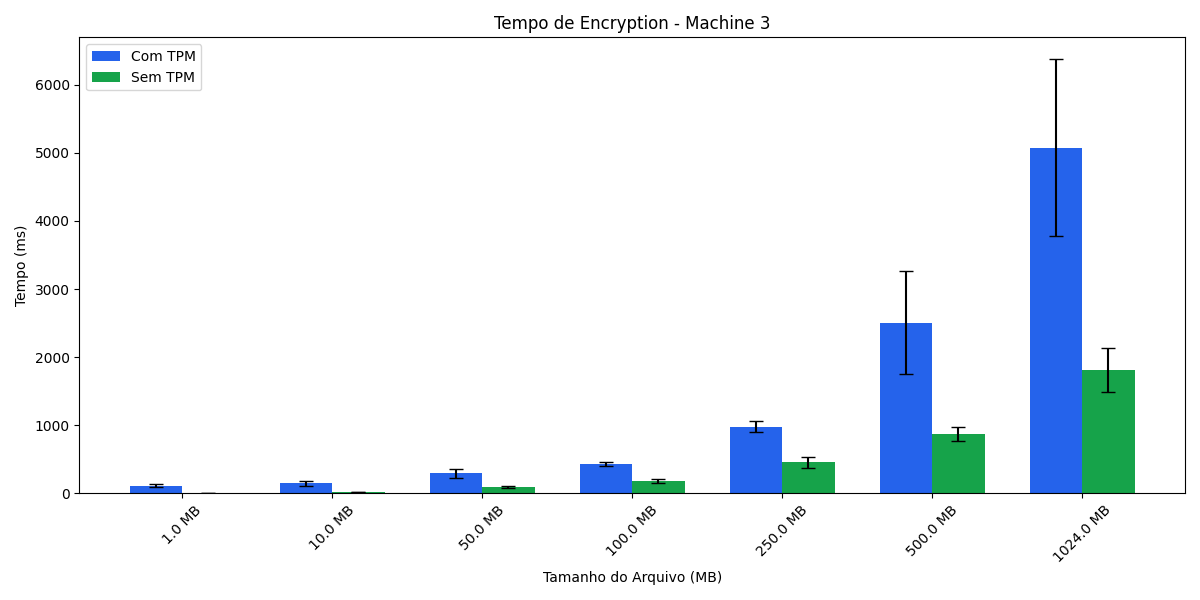 Tempo de Encryption - Machine 3
Com TPM
Sem TPM
Tempo (ms)
6000
5000
4000
3000
2000
1000
0
1.0 MB
10.0 MB
50.0 MB
100.0 MB
250.0 MB
500.0 MB
1024.0 MB
Tamanho do Arquivo (MB)